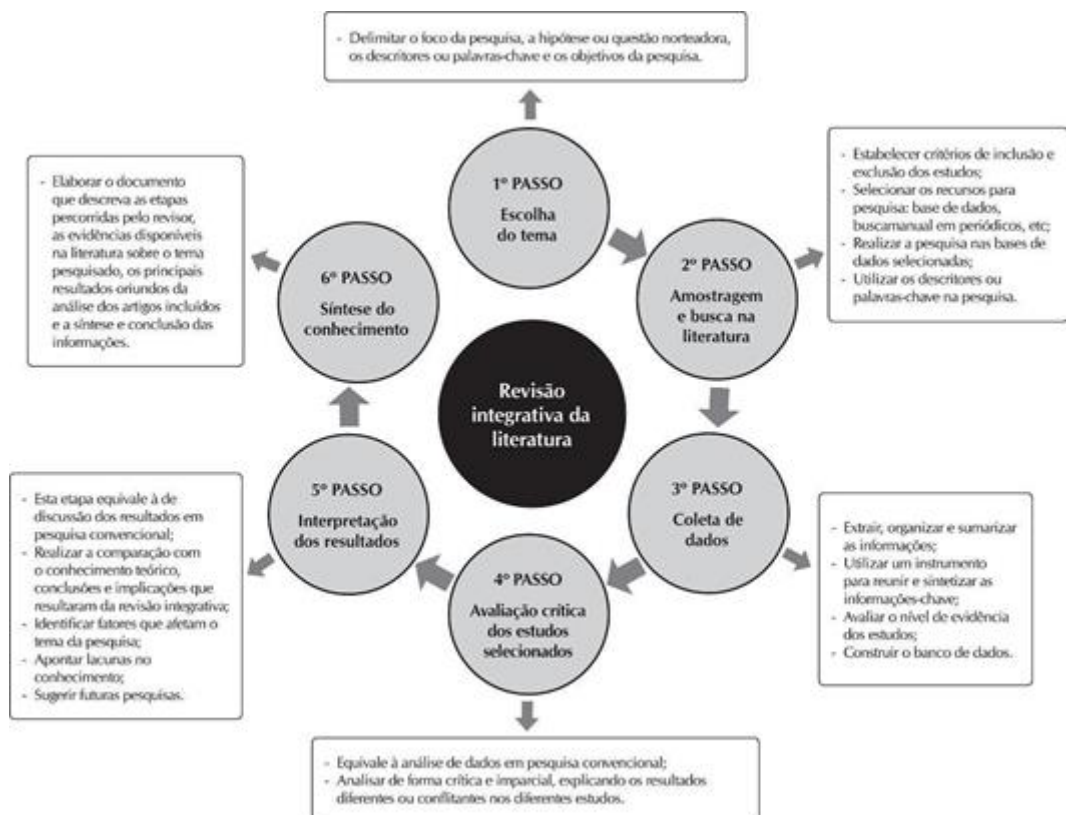 - Delimitar o foco da pesquisa, a hipótese ou questão norteadora,
os descritores ou palavras-chave e os objetivos da pesquisa.
1º PASSO
Escolha
do tema
- Estabelecer critérios de inclusão e
exclusão dos estudos;
- Selecionar os recursos para
pesquisa: base de dados,
buscamanual em periódicos, etc;
- Realizar a pesquisa nas bases de
dados selecionadas;
- Utilizar os descritores ou
palavras-chave na pesquisa.
2º PASSO
Amostragem
e busca na
literatura
- Elaborar o documento
que descreva as etapas
percorridas pelo revisor,
as evidências disponíveis
na literatura sobre o tema
pesquisado, os principais
resultados oriundos da
análise dos artigos incluídos
e a síntese e conclusão das
informações.
6º PASSO
Síntese do
conhecimento
Revisão
integrativa da
literatura
3º PASSO
Coleta de
dados
- Extrair, organizar e sumarizar
as informações;
- Utilizar um instrumento
para reunir e sintetizar as
informações-chave;
- Avaliar o nível de evidência
dos estudos;
- Construir o banco de dados.
5º PASSO
Interpretação
dos resultados
- Esta etapa equivale à de
discussão dos resultados em
pesquisa convencional;
- Realizar a comparação com
o conhecimento teórico,
conclusões e implicações que
resultaram da revisão integrativa;
- Identificar fatores que afetam o
tema da pesquisa;
- Apontar lacunas no
conhecimento;
- Sugerir futuras pesquisas.
4º PASSO
Avaliação crítica
dos estudos
selecionados
- Equivale à análise de dados em pesquisa convencional;
- Analisar de forma crítica e imparcial, explicando os resultados
diferentes ou conflitantes nos diferentes estudos.